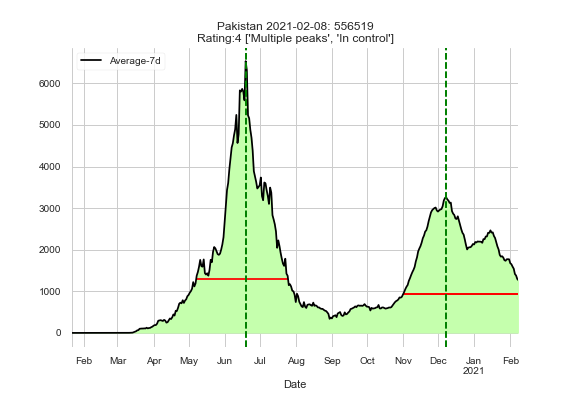 Pakistan 2021-02-08: 556519
Rating:4 ['Multiple peaks', 'In control']
Average-7d
6000
5000
4000
3000
2000
1000
0
Feb Mar Apr May Jun Jul Aug Sep Oct Nov Dec Jan Feb
2021
Date